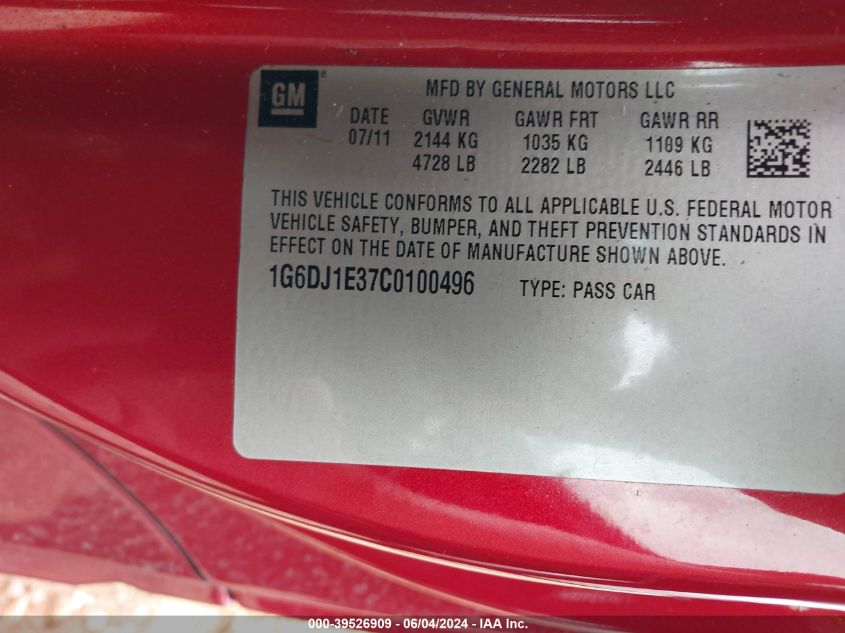 GM ®
MFD BY GENERAL MOTORS LLC
DATE GVWR GAWR FRT GAWR RR
07/11 2144 KG 1035 KG 1109 KG
4728 LB 2282 LB 2446 LB
THIS VEHICLE CONFORMS TO ALL APPLICABLE U.S. FEDERAL MOTOR
VEHICLE SAFETY, BUMPER, AND THEFT PREVENTION STANDARDS IN
EFFECT ON THE DATE OF MANUFACTURE SHOWN ABOVE.
1G6DJ1E37C0100496 TYPE: PASS CAR
000-39526909 - 06/04/2024 - IAA Inc.